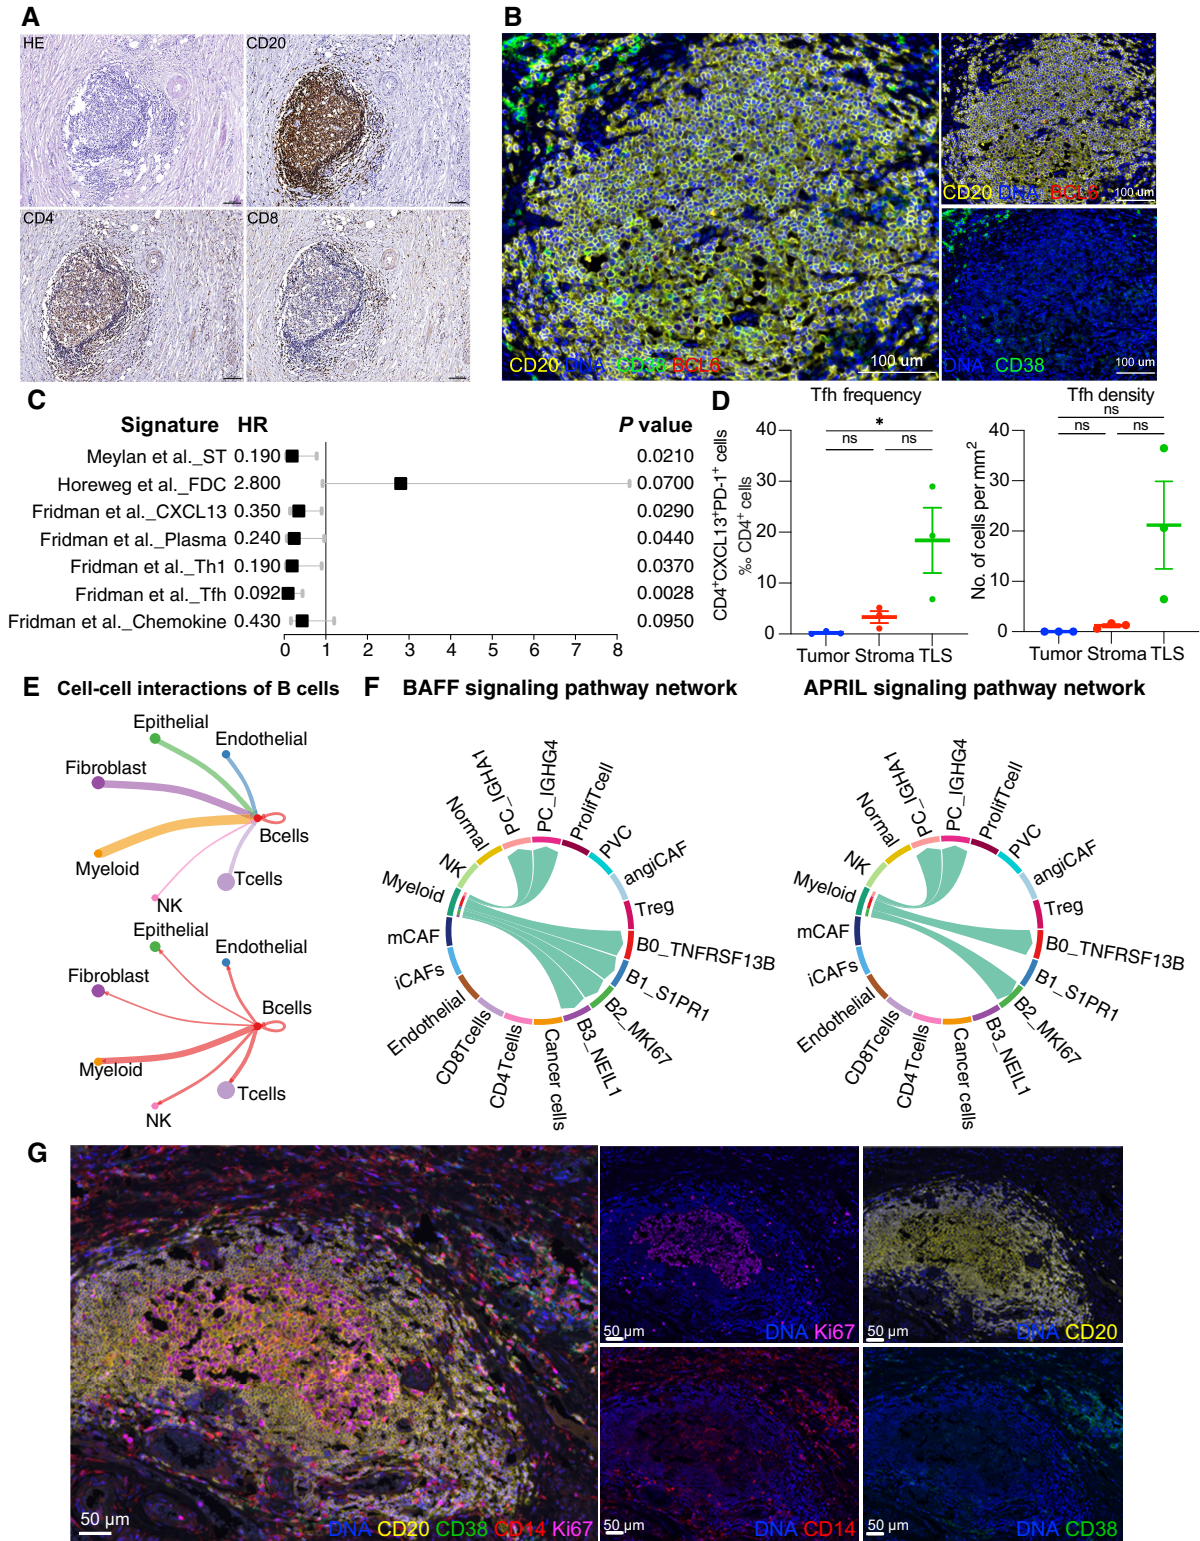 A
HE
CD20
CD4
CD8
B
CD20 DNA CD38 BCL6
100 um
CD20 DNA BCL6
100 um
DNA CD38
100 um
C
Signature HR P value
Meylan et al._ST 0.190 0.0210
Horeweg et al._FDC 2.800 0.0700
Fridman et al._CXCL13 0.350 0.0290
Fridman et al._Plasma 0.240 0.0440
Fridman et al._Th1 0.190 0.0370
Fridman et al._Tfh 0.092 0.0028
Fridman et al._Chemokine 0.430 0.0950
0 1 2 3 4 5 6 7 8
D
Tfh frequency
CD4+CXCL13+PD-1+ cells
‰ CD4+ cells
40
30
20
10
0
*
ns ns
Tumor Stroma TLS
Tfh density
No. of cells per mm2
40
30
20
10
0
ns
ns ns
Tumor Stroma TLS
E
Cell-cell interactions of B cells
Epithelial
Endothelial
Fibroblast
Bcells
Myeloid
Tcells
NK
Epithelial
Endothelial
Fibroblast
Bcells
Myeloid
Tcells
NK
F
BAFF signaling pathway network
PC_IGHA1
PC_IGHG4
ProlifTcell
PVC
angiCAF
Treg
B0_TNFRSF13B
B1_S1PR1
B2_MKI67
B3_NEIL1
Cancer cells
CD4Tcells
CD8Tcells
Endothelial
iCAFs
mCAF
Myeloid
NK
Normal
APRIL signaling pathway network
PC_IGHA1
PC_IGHG4
ProlifTcell
PVC
angiCAF
Treg
B0_TNFRSF13B
B1_S1PR1
B2_MKI67
B3_NEIL1
Cancer cells
CD4Tcells
CD8Tcells
Endothelial
iCAFs
mCAF
Myeloid
NK
Normal
G
50 µm
DNA CD20 CD38 CD14 Ki67
50 µm
DNA Ki67
50 µm
DNA CD20
50 µm
DNA CD14
50 µm
DNA CD38